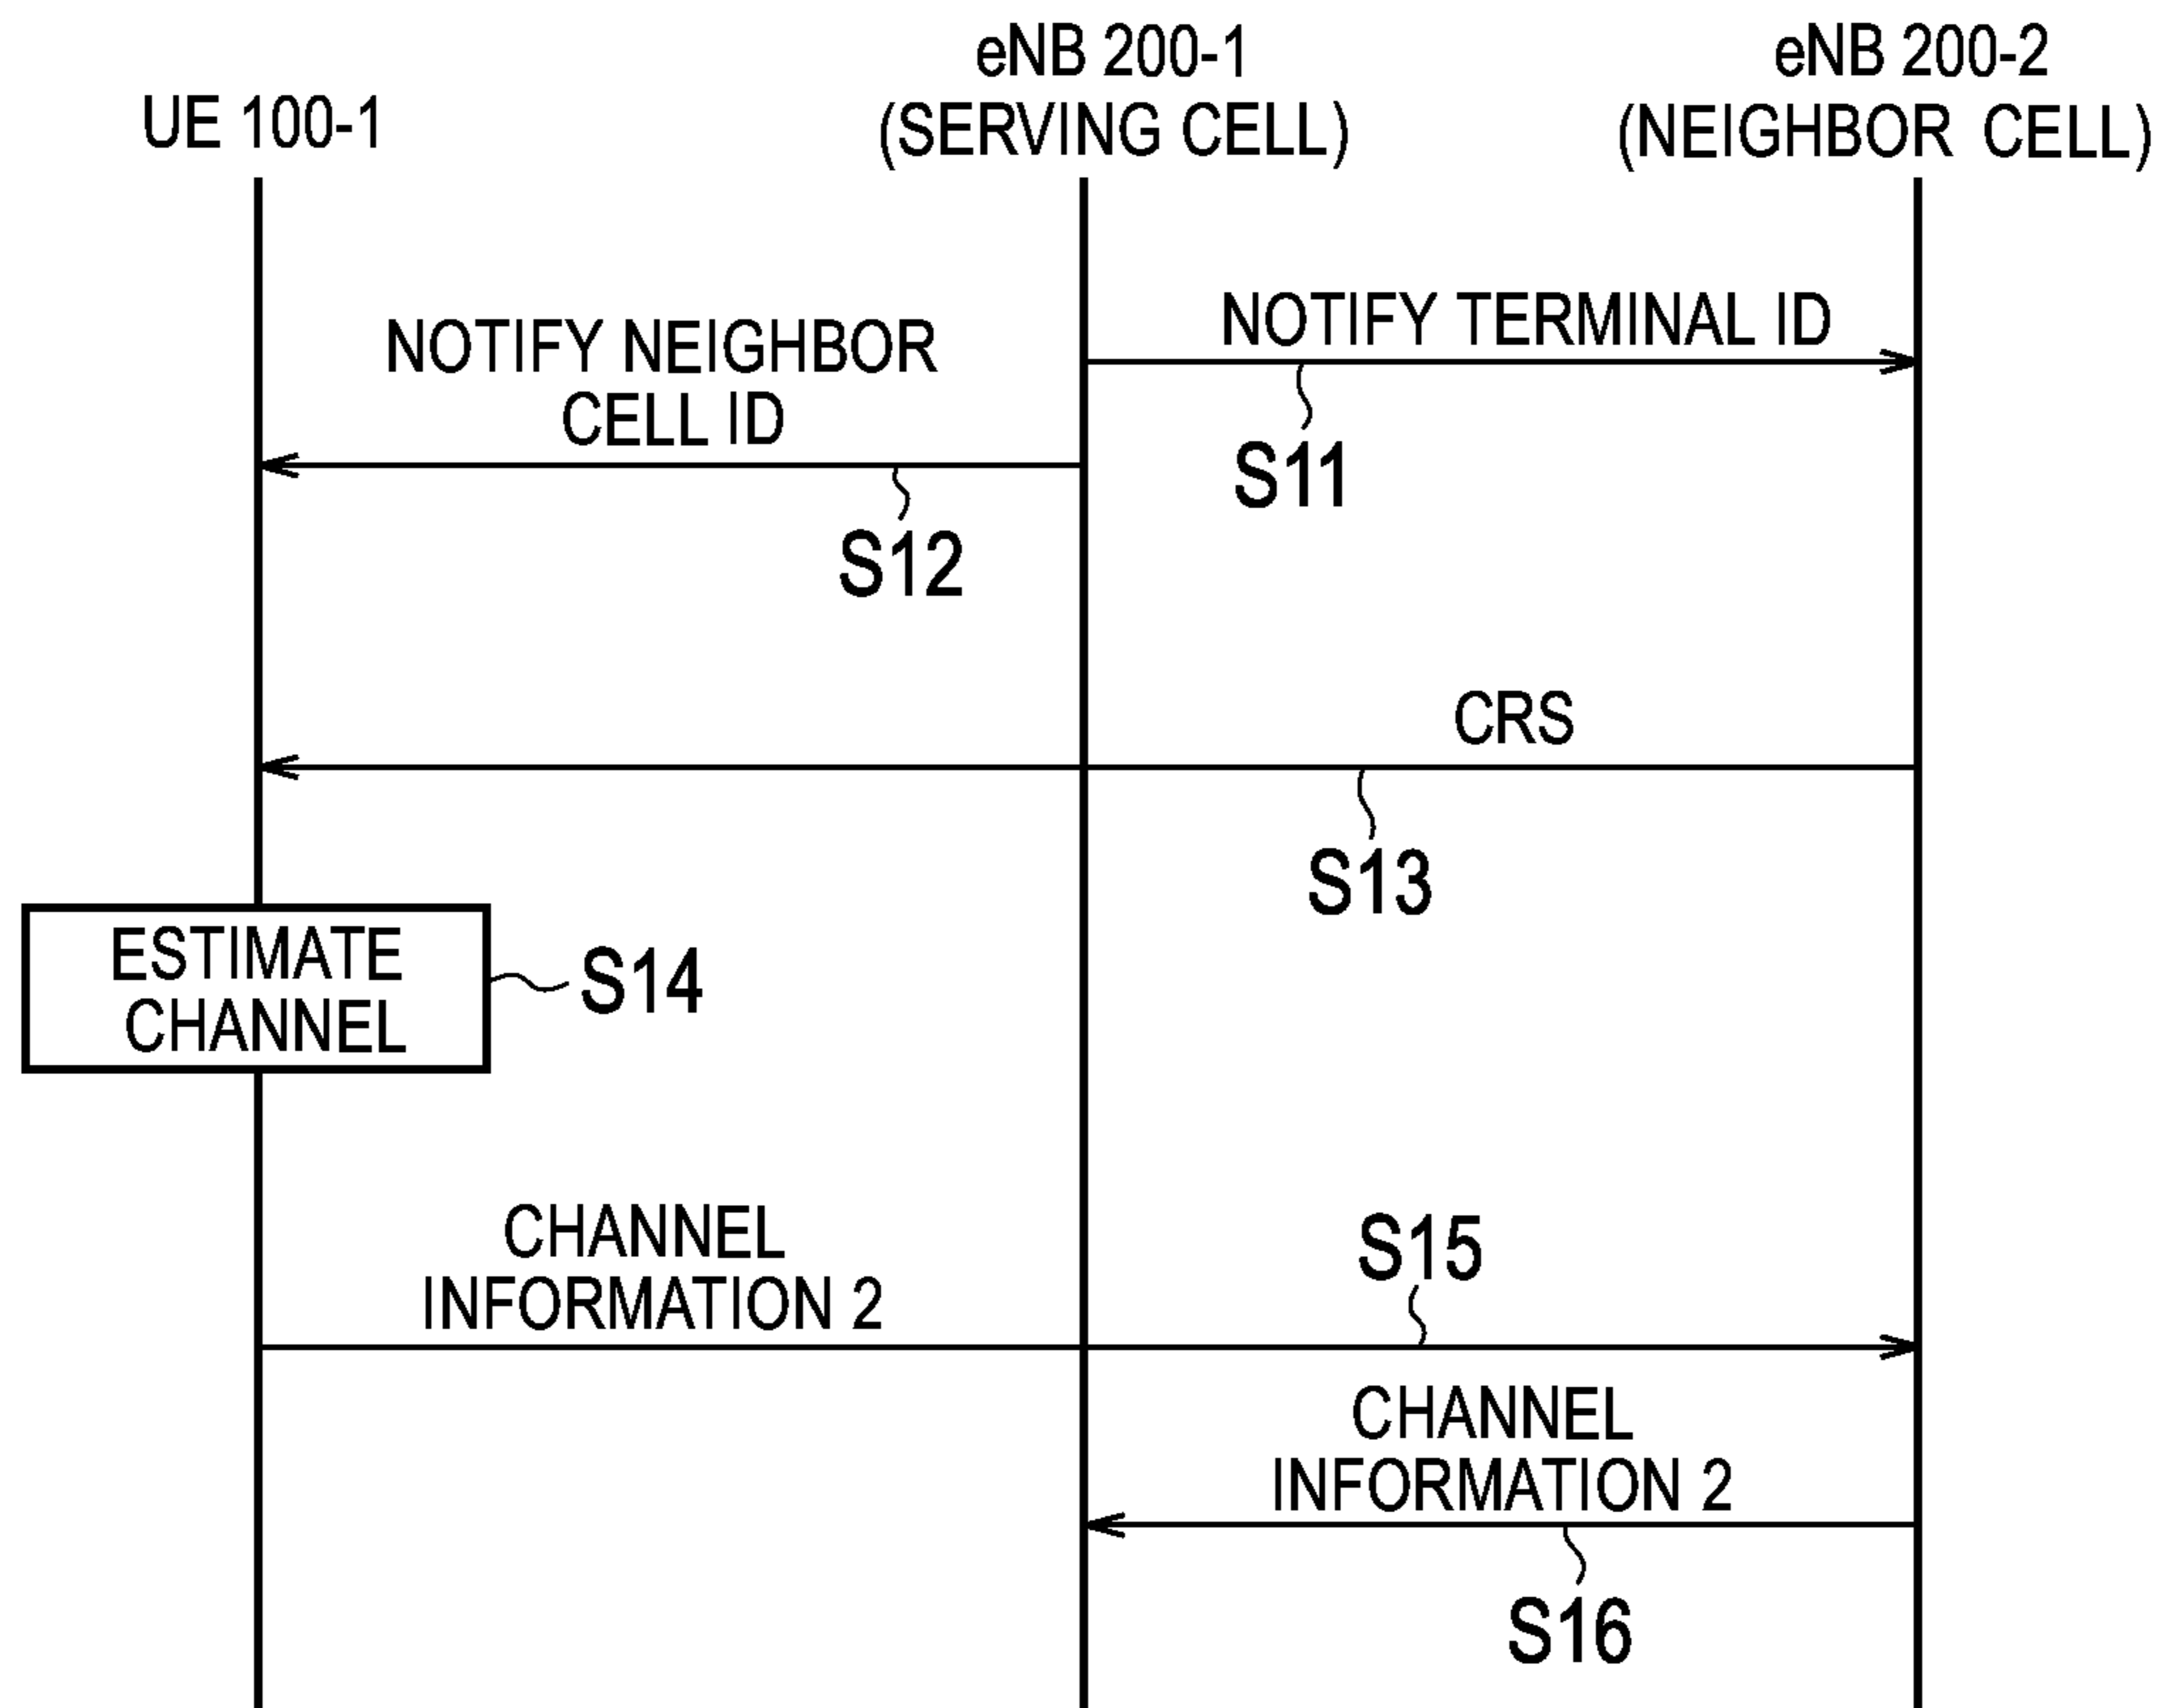 UE 100-1
eNB 200-1
(SERVING CELL)
eNB 200-2
(NEIGHBOR CELL)
NOTIFY TERMINAL ID
S11
NOTIFY NEIGHBOR
CELL ID
S12
CRS
S13
ESTIMATE
CHANNEL
S14
CHANNEL
INFORMATION 2
S15
CHANNEL
INFORMATION 2
S16